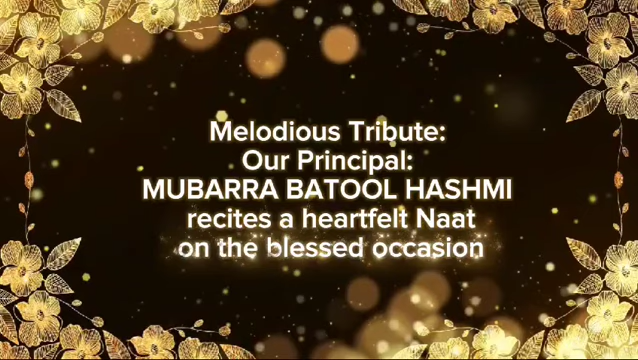 Melodious Tribute:
Our Principal:
MUBARRA BATOOL HASHMI
recites a heartfelt Naat
on the blessed occasion